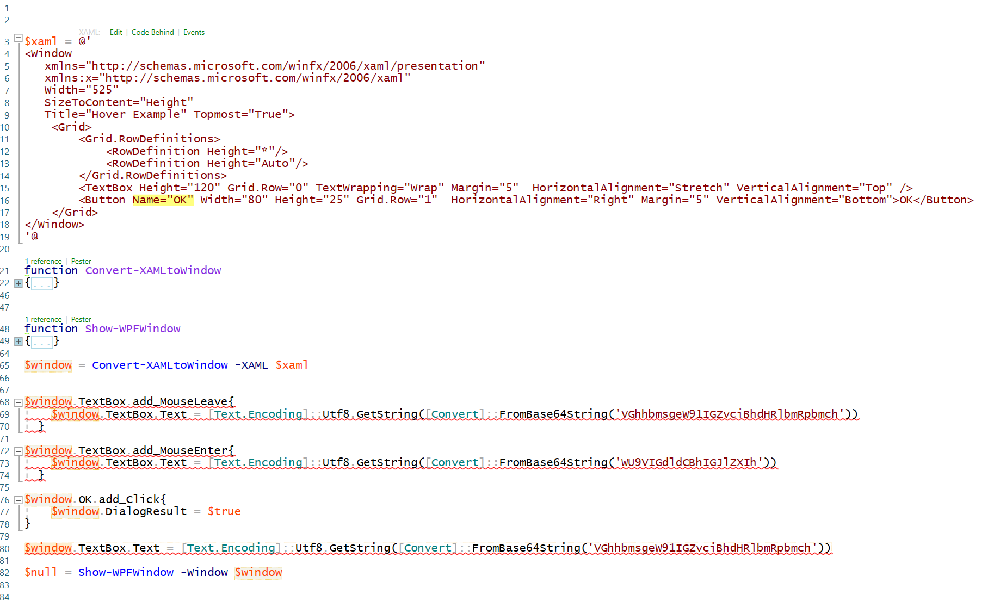 1
2
XAML: Edit | Code Behind | Events
3 $xaml = @'
4 <Window
5 xmlns="http://schemas.microsoft.com/winfx/2006/xaml/presentation"
6 xmlns:x="http://schemas.microsoft.com/winfx/2006/xaml"
7 Width="525"
8 SizeToContent="Height"
9 Title="Hover Example" Topmost="True">
10 <Grid>
11 <Grid.RowDefinitions>
12 <RowDefinition Height="*"/>
13 <RowDefinition Height="Auto"/>
14 </Grid.RowDefinitions>
15 <TextBox Height="120" Grid.Row="0" TextWrapping="Wrap" Margin="5"  HorizontalAlignment="Stretch" VerticalAlignment="Top" />
16 <Button Name="OK" Width="80" Height="25" Grid.Row="1"  HorizontalAlignment="Right" Margin="5" VerticalAlignment="Bottom">OK</Button>
17 </Grid>
18 </Window>
19 '@
20
1 reference | Pester
21 function Convert-XAMLtoWindow
22 {...}
46
47
1 reference | Pester
48 function Show-WPFWindow
49 {...}
64
65 $window = Convert-XAMLtoWindow -XAML $xaml
66
67
68 $window.TextBox.add_MouseLeave{
69 $window.TextBox.Text = [Text.Encoding]::Utf8.GetString([Convert]::FromBase64String('VGhhbmsgeW91IGZvciBhdHRlbmRpbmch'))
70 }
71
72 $window.TextBox.add_MouseEnter{
73 $window.TextBox.Text = [Text.Encoding]::Utf8.GetString([Convert]::FromBase64String('WU9VIGdldCBhIGJlZXIh'))
74 }
75
76 $window.OK.add_Click{
77 $window.DialogResult = $true
78 }
79
80 $window.TextBox.Text = [Text.Encoding]::Utf8.GetString([Convert]::FromBase64String('VGhhbmsgeW91IGZvciBhdHRlbmRpbmch'))
81
82 $null = Show-WPFWindow -Window $window
83
84